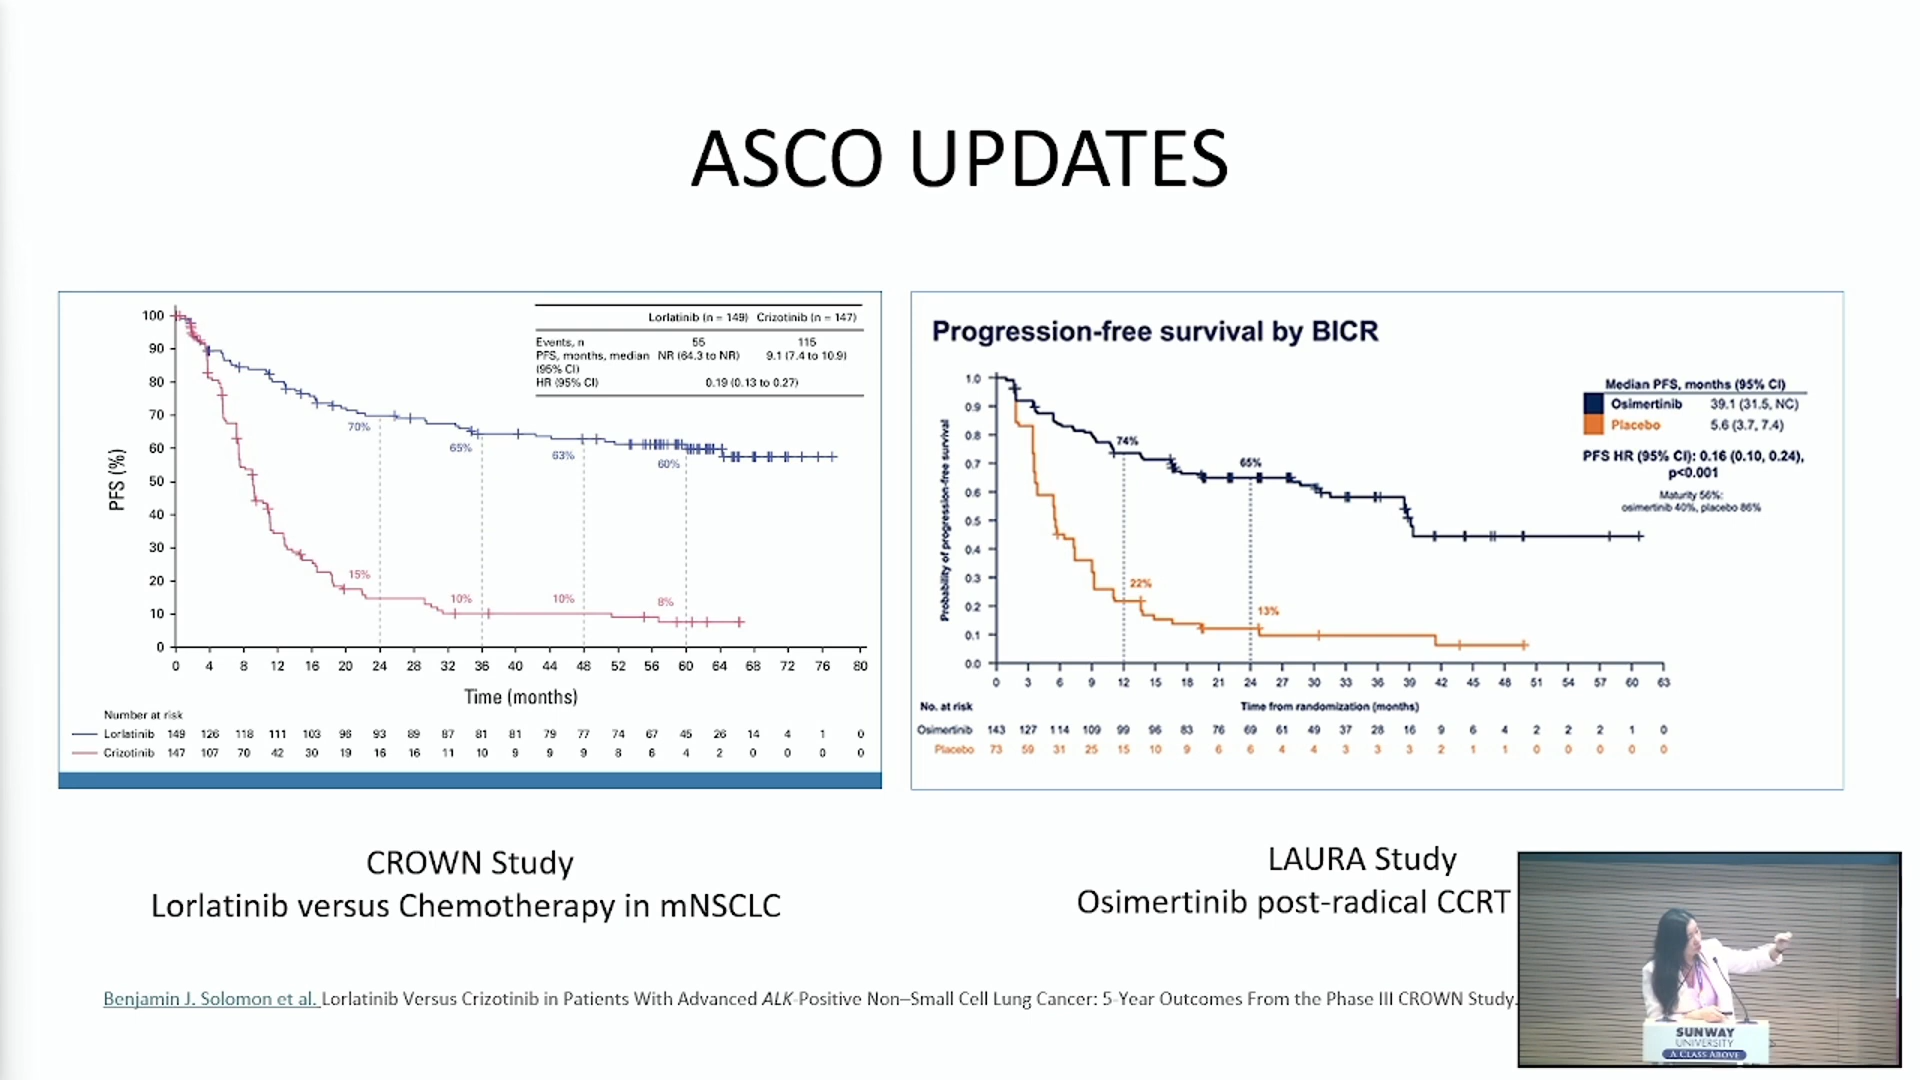 ASCO UPDATES
Lorlatinib (n = 149) Crizotinib (n = 147)
Events, n 55 115
PFS, months, median NR (64.3 to NR) 9.1 (7.4 to 10.9)
(95% CI)
HR (95% CI) 0.19 (0.13 to 0.27)
100
90
80
70
60
50
40
30
20
10
0
PFS (%)
70%
65%
63%
60%
15%
10%
10%
8%
0 4 8 12 16 20 24 28 32 36 40 44 48 52 56 60 64 68 72 76 80
Time (months)
Number at risk
Lorlatinib 149 126 118 111 103 96 93 89 87 81 81 79 77 74 67 45 26 14 4 1 0
Crizotinib 147 107 70 42 30 19 16 16 11 10 9 9 9 8 6 4 2 0 0 0 0
Progression-free survival by BICR
Median PFS, months (95% CI)
Osimertinib 39.1 (31.5, NC)
Placebo 5.6 (3.7, 7.4)
PFS HR (95% CI): 0.16 (0.10, 0.24),
p<0.001
Maturity 56%:
osimertinib 40%, placebo 86%
1.0
0.9
0.8
0.7
0.6
0.5
0.4
0.3
0.2
0.1
0.0
Probability of progression-free survival
74%
65%
22%
13%
0 3 6 9 12 15 18 21 24 27 30 33 36 39 42 45 48 51 54 57 60 63
Time from randomization (months)
No. at risk
Osimertinib 143 127 114 109 99 96 83 76 69 61 49 37 28 16 9 6 4 2 2 2 1 0
Placebo 73 59 31 25 15 10 9 6 6 4 4 3 3 3 2 1 1 0 0 0 0 0
CROWN Study
Lorlatinib versus Chemotherapy in mNSCLC
LAURA Study
Osimertinib post-radical CCRT
Benjamin J. Solomon et al. Lorlatinib Versus Crizotinib in Patients With Advanced ALK-Positive Non–Small Cell Lung Cancer: 5-Year Outcomes From the Phase III CROWN Study.
SUNWAY
UNIVERSITY
A CLASS ABOVE